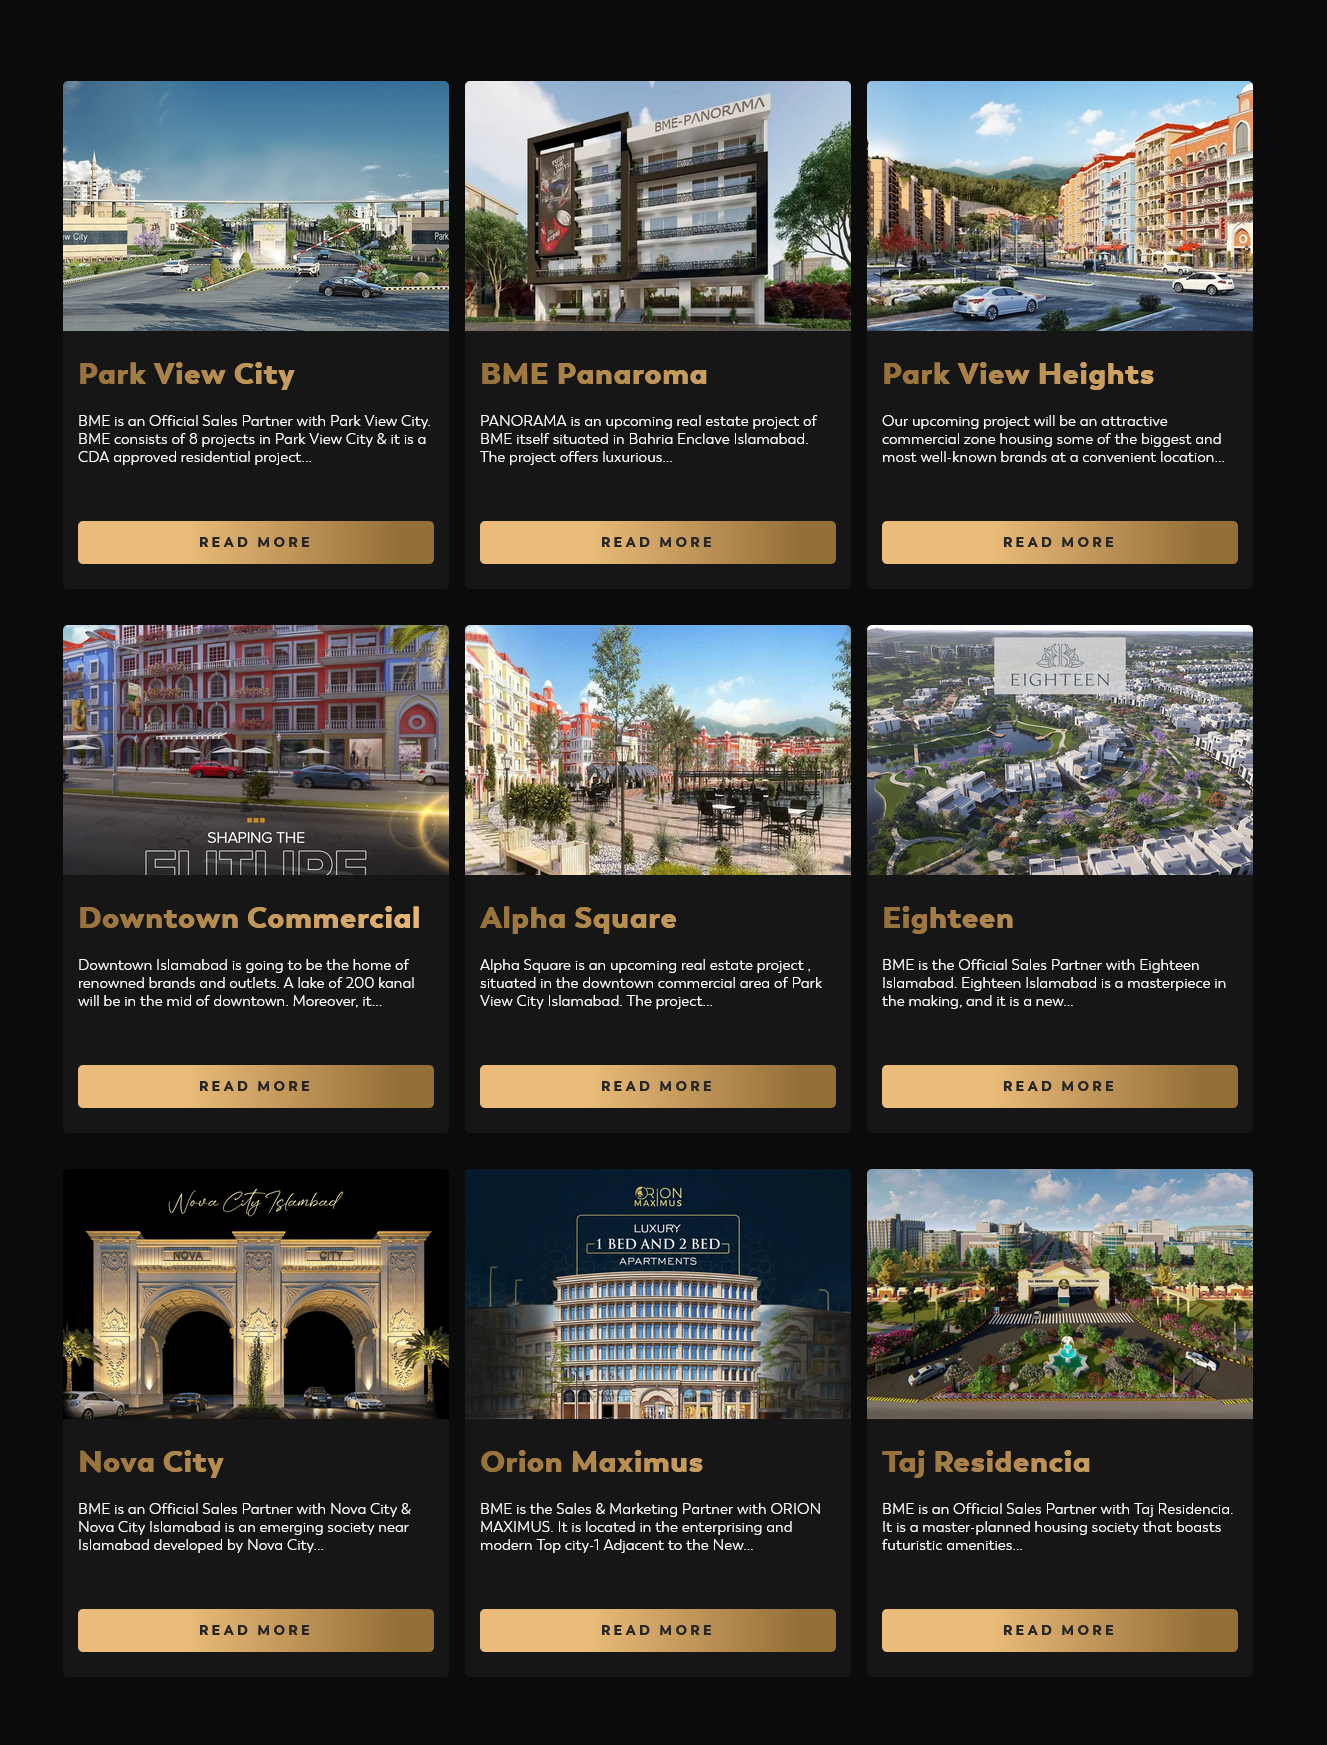 w City
Park
BME-PANORAMA
Park View City
BME is an Official Sales Partner with Park View City.
BME consists of 8 projects in Park View City & it is a
CDA approved residential project...
READ MORE
BME Panaroma
PANORAMA is an upcoming real estate project of
BME itself situated in Bahria Enclave Islamabad.
The project offers luxurious...
READ MORE
Park View Heights
Our upcoming project will be an attractive
commercial zone housing some of the biggest and
most well-known brands at a convenient location...
READ MORE
SHAPING THE
FUTURE
EIGHTEEN
Downtown Commercial
Downtown Islamabad is going to be the home of
renowned brands and outlets. A lake of 200 kanal
will be in the mid of downtown. Moreover, it...
READ MORE
Alpha Square
Alpha Square is an upcoming real estate project ,
situated in the downtown commercial area of Park
View City Islamabad. The project...
READ MORE
Eighteen
BME is the Official Sales Partner with Eighteen
Islamabad. Eighteen Islamabad is a masterpiece in
the making, and it is a new...
READ MORE
Nova City Islambad
NOVA CITY
ORION
MAXIMUS
LUXURY
1 BED AND 2 BED
APARTMENTS
Nova City
BME is an Official Sales Partner with Nova City &
Nova City Islamabad is an emerging society near
Islamabad developed by Nova City...
READ MORE
Orion Maximus
BME is the Sales & Marketing Partner with ORION
MAXIMUS. It is located in the enterprising and
modern Top city-1 Adjacent to the New...
READ MORE
Taj Residencia
BME is an Official Sales Partner with Taj Residencia.
It is a master-planned housing society that boasts
futuristic amenities...
READ MORE